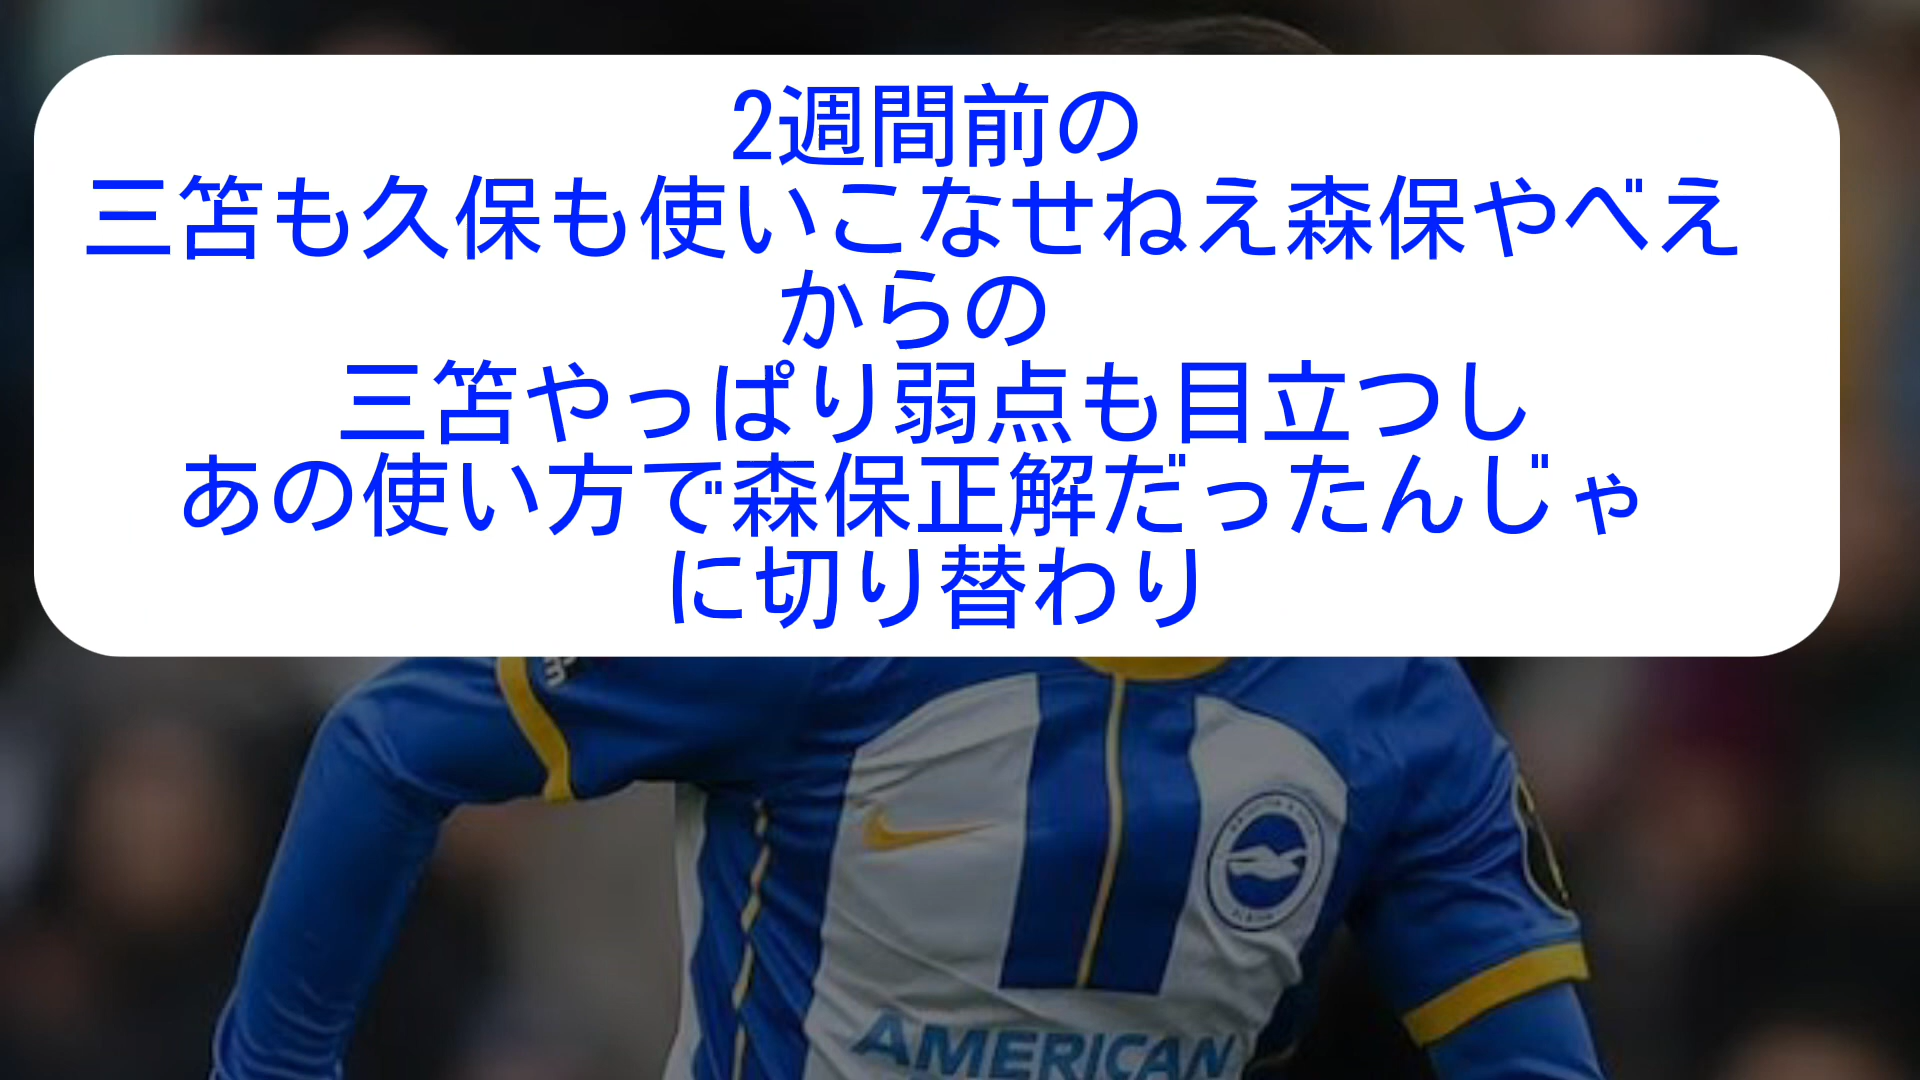 2週間前の
三笘も久保も使いこなせねえ森保やべえ
からの
三笘やっぱり弱点も目立つし
あの使い方で森保正解だったんじゃ
に切り替わり
AMERICAN